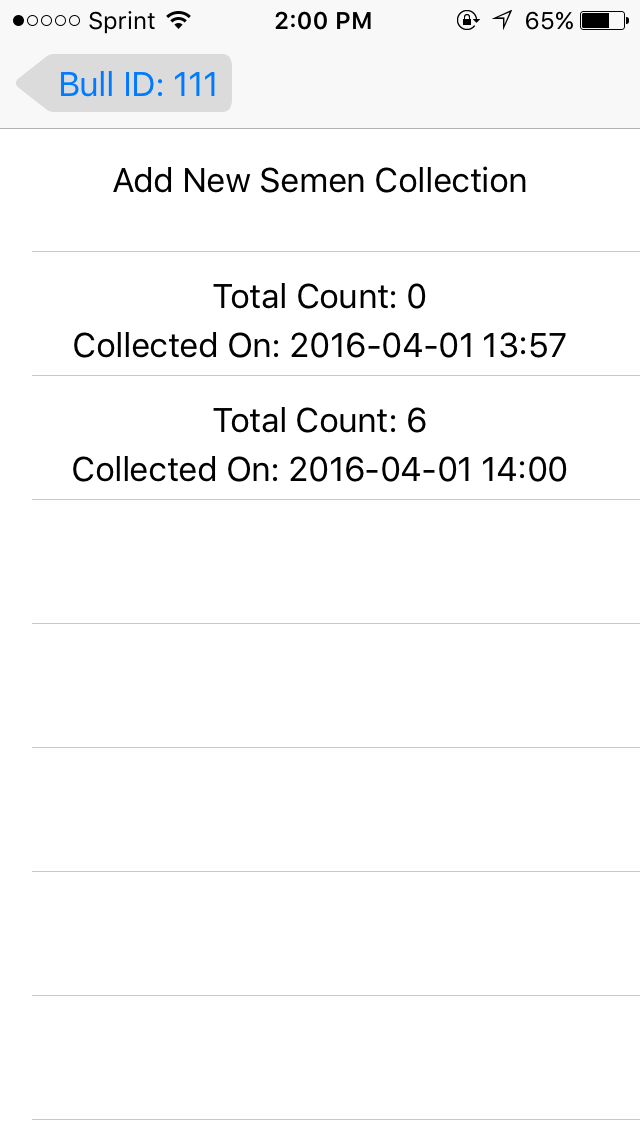 Sprint 2:00 PM 65%
Bull ID: 111
Add New Semen Collection
Total Count: 0
Collected On: 2016-04-01 13:57
Total Count: 6
Collected On: 2016-04-01 14:00